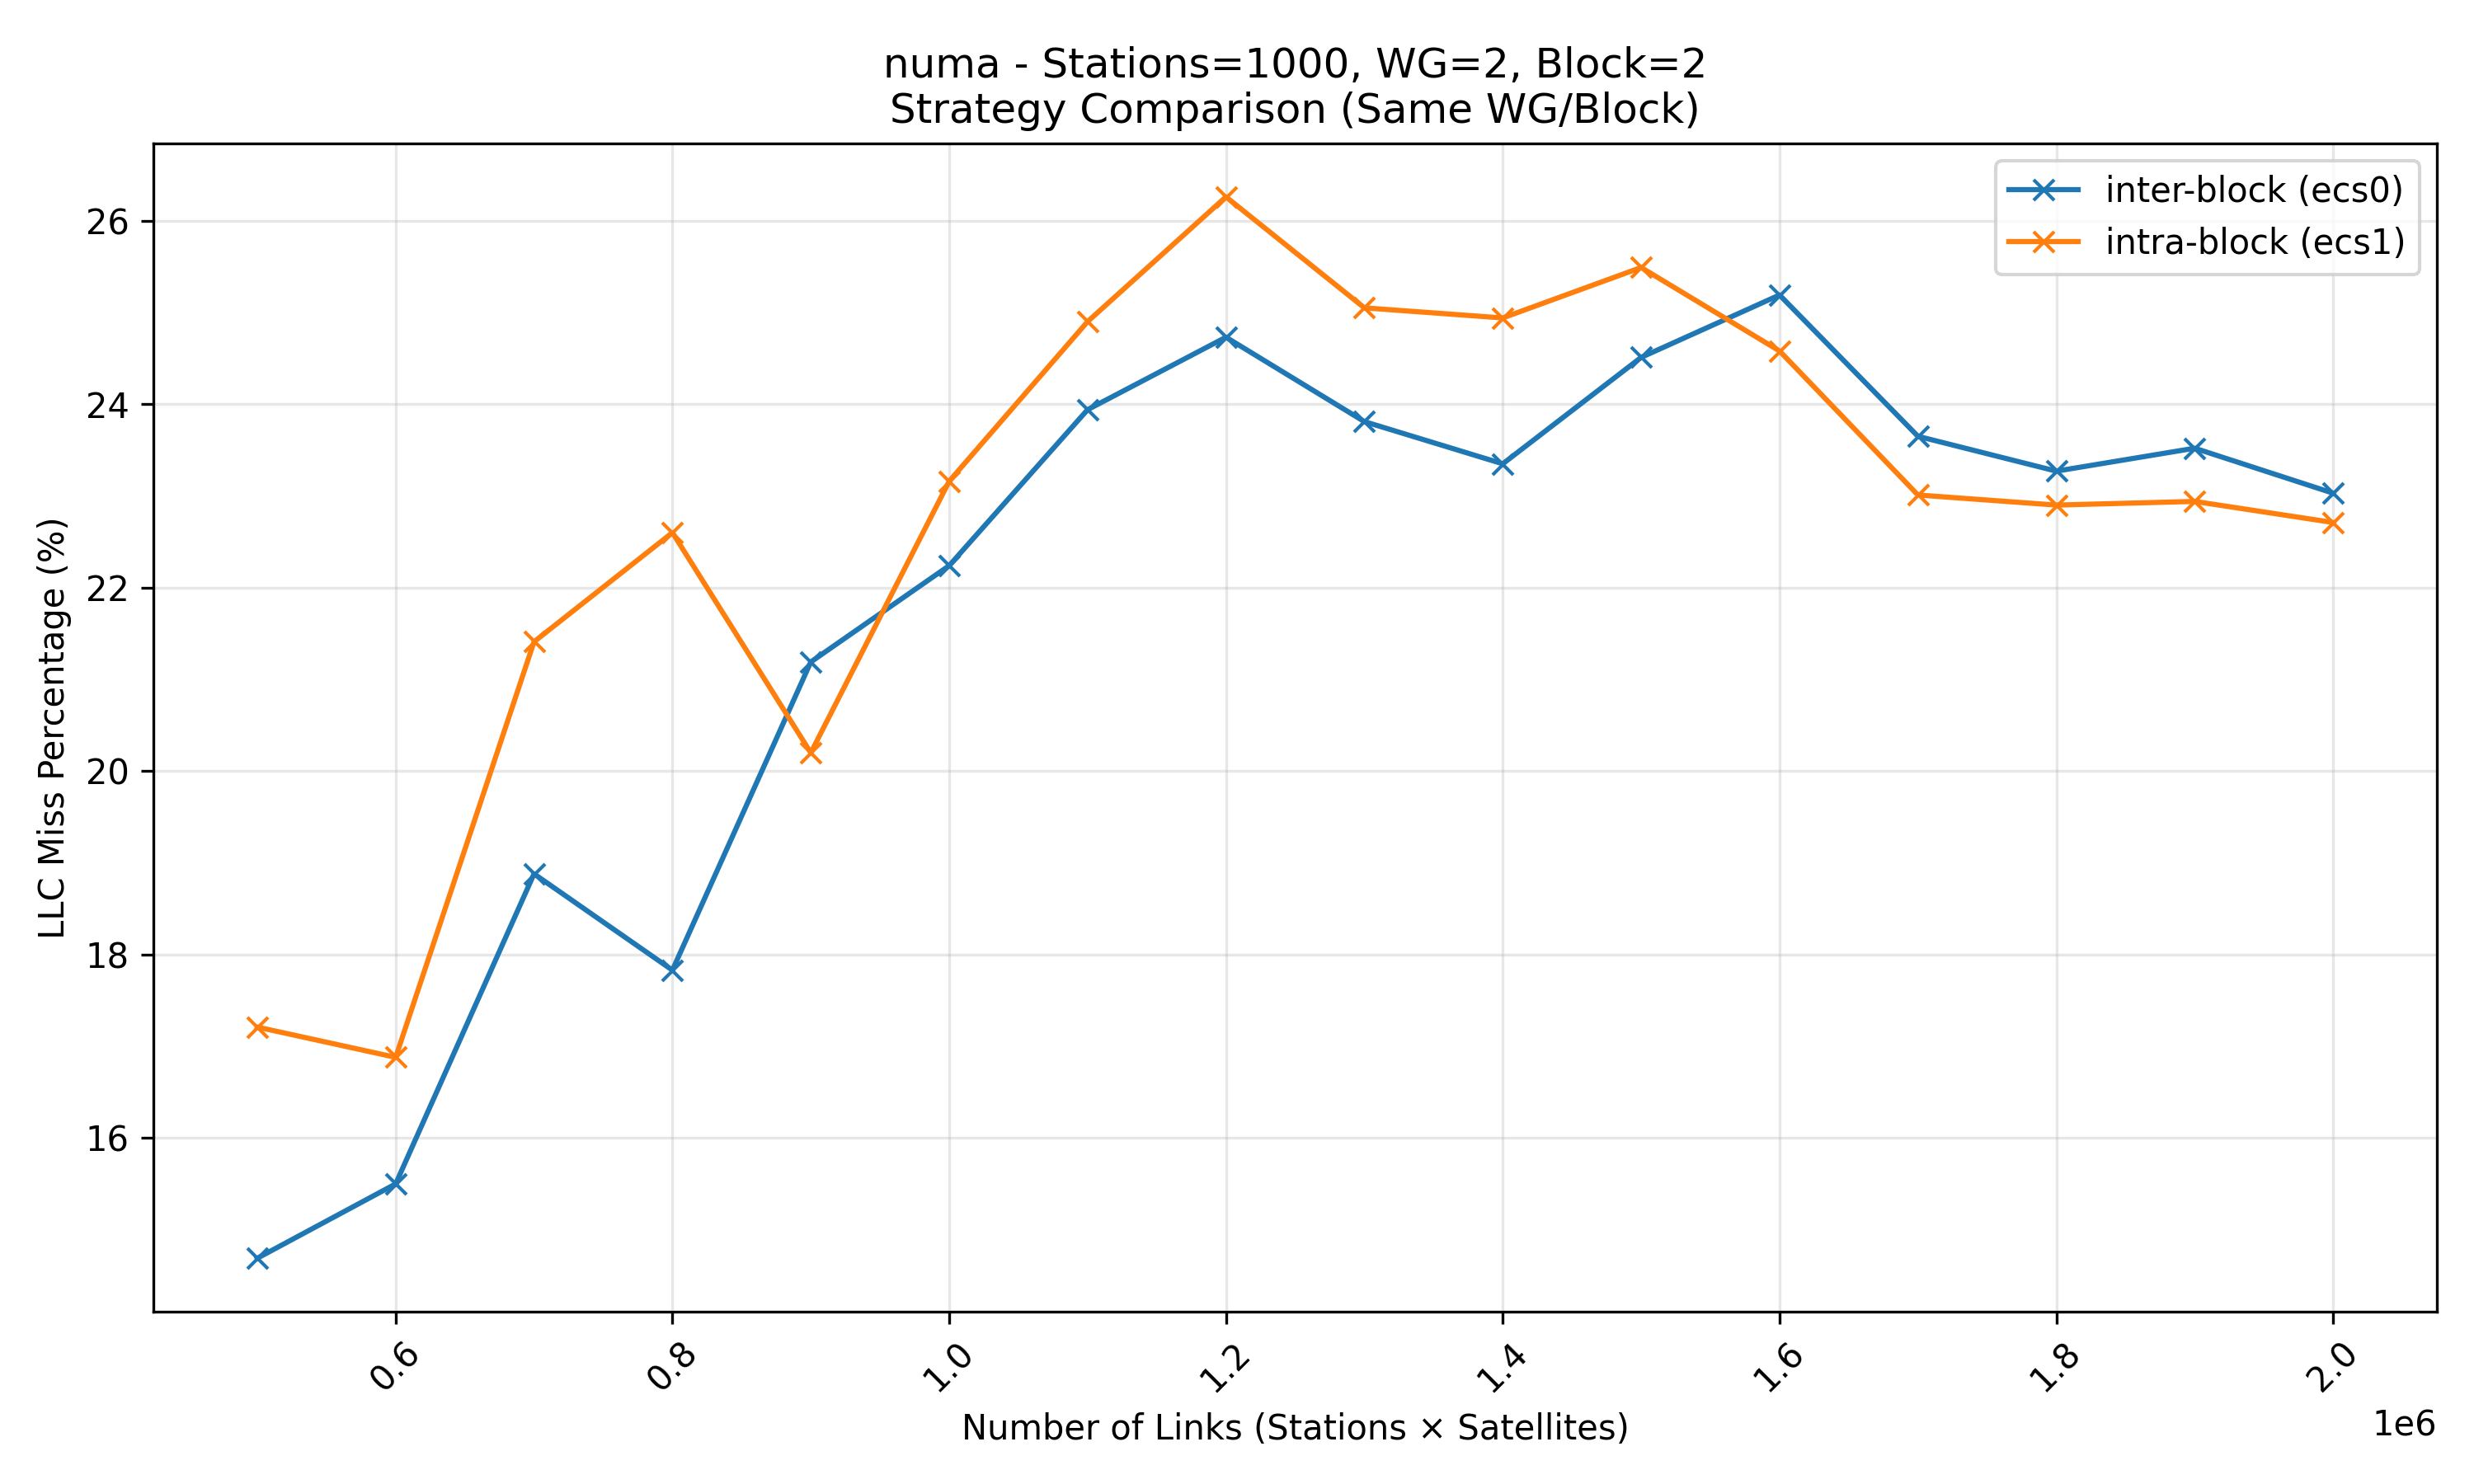 numa - Stations=1000, WG=2, Block=2
Strategy Comparison (Same WG/Block)
inter-block (ecs0)
intra-block (ecs1)
LLC Miss Percentage (%)
26
24
22
20
18
16
0.6
0.8
1.0
1.2
1.4
1.6
1.8
2.0
1e6
Number of Links (Stations × Satellites)